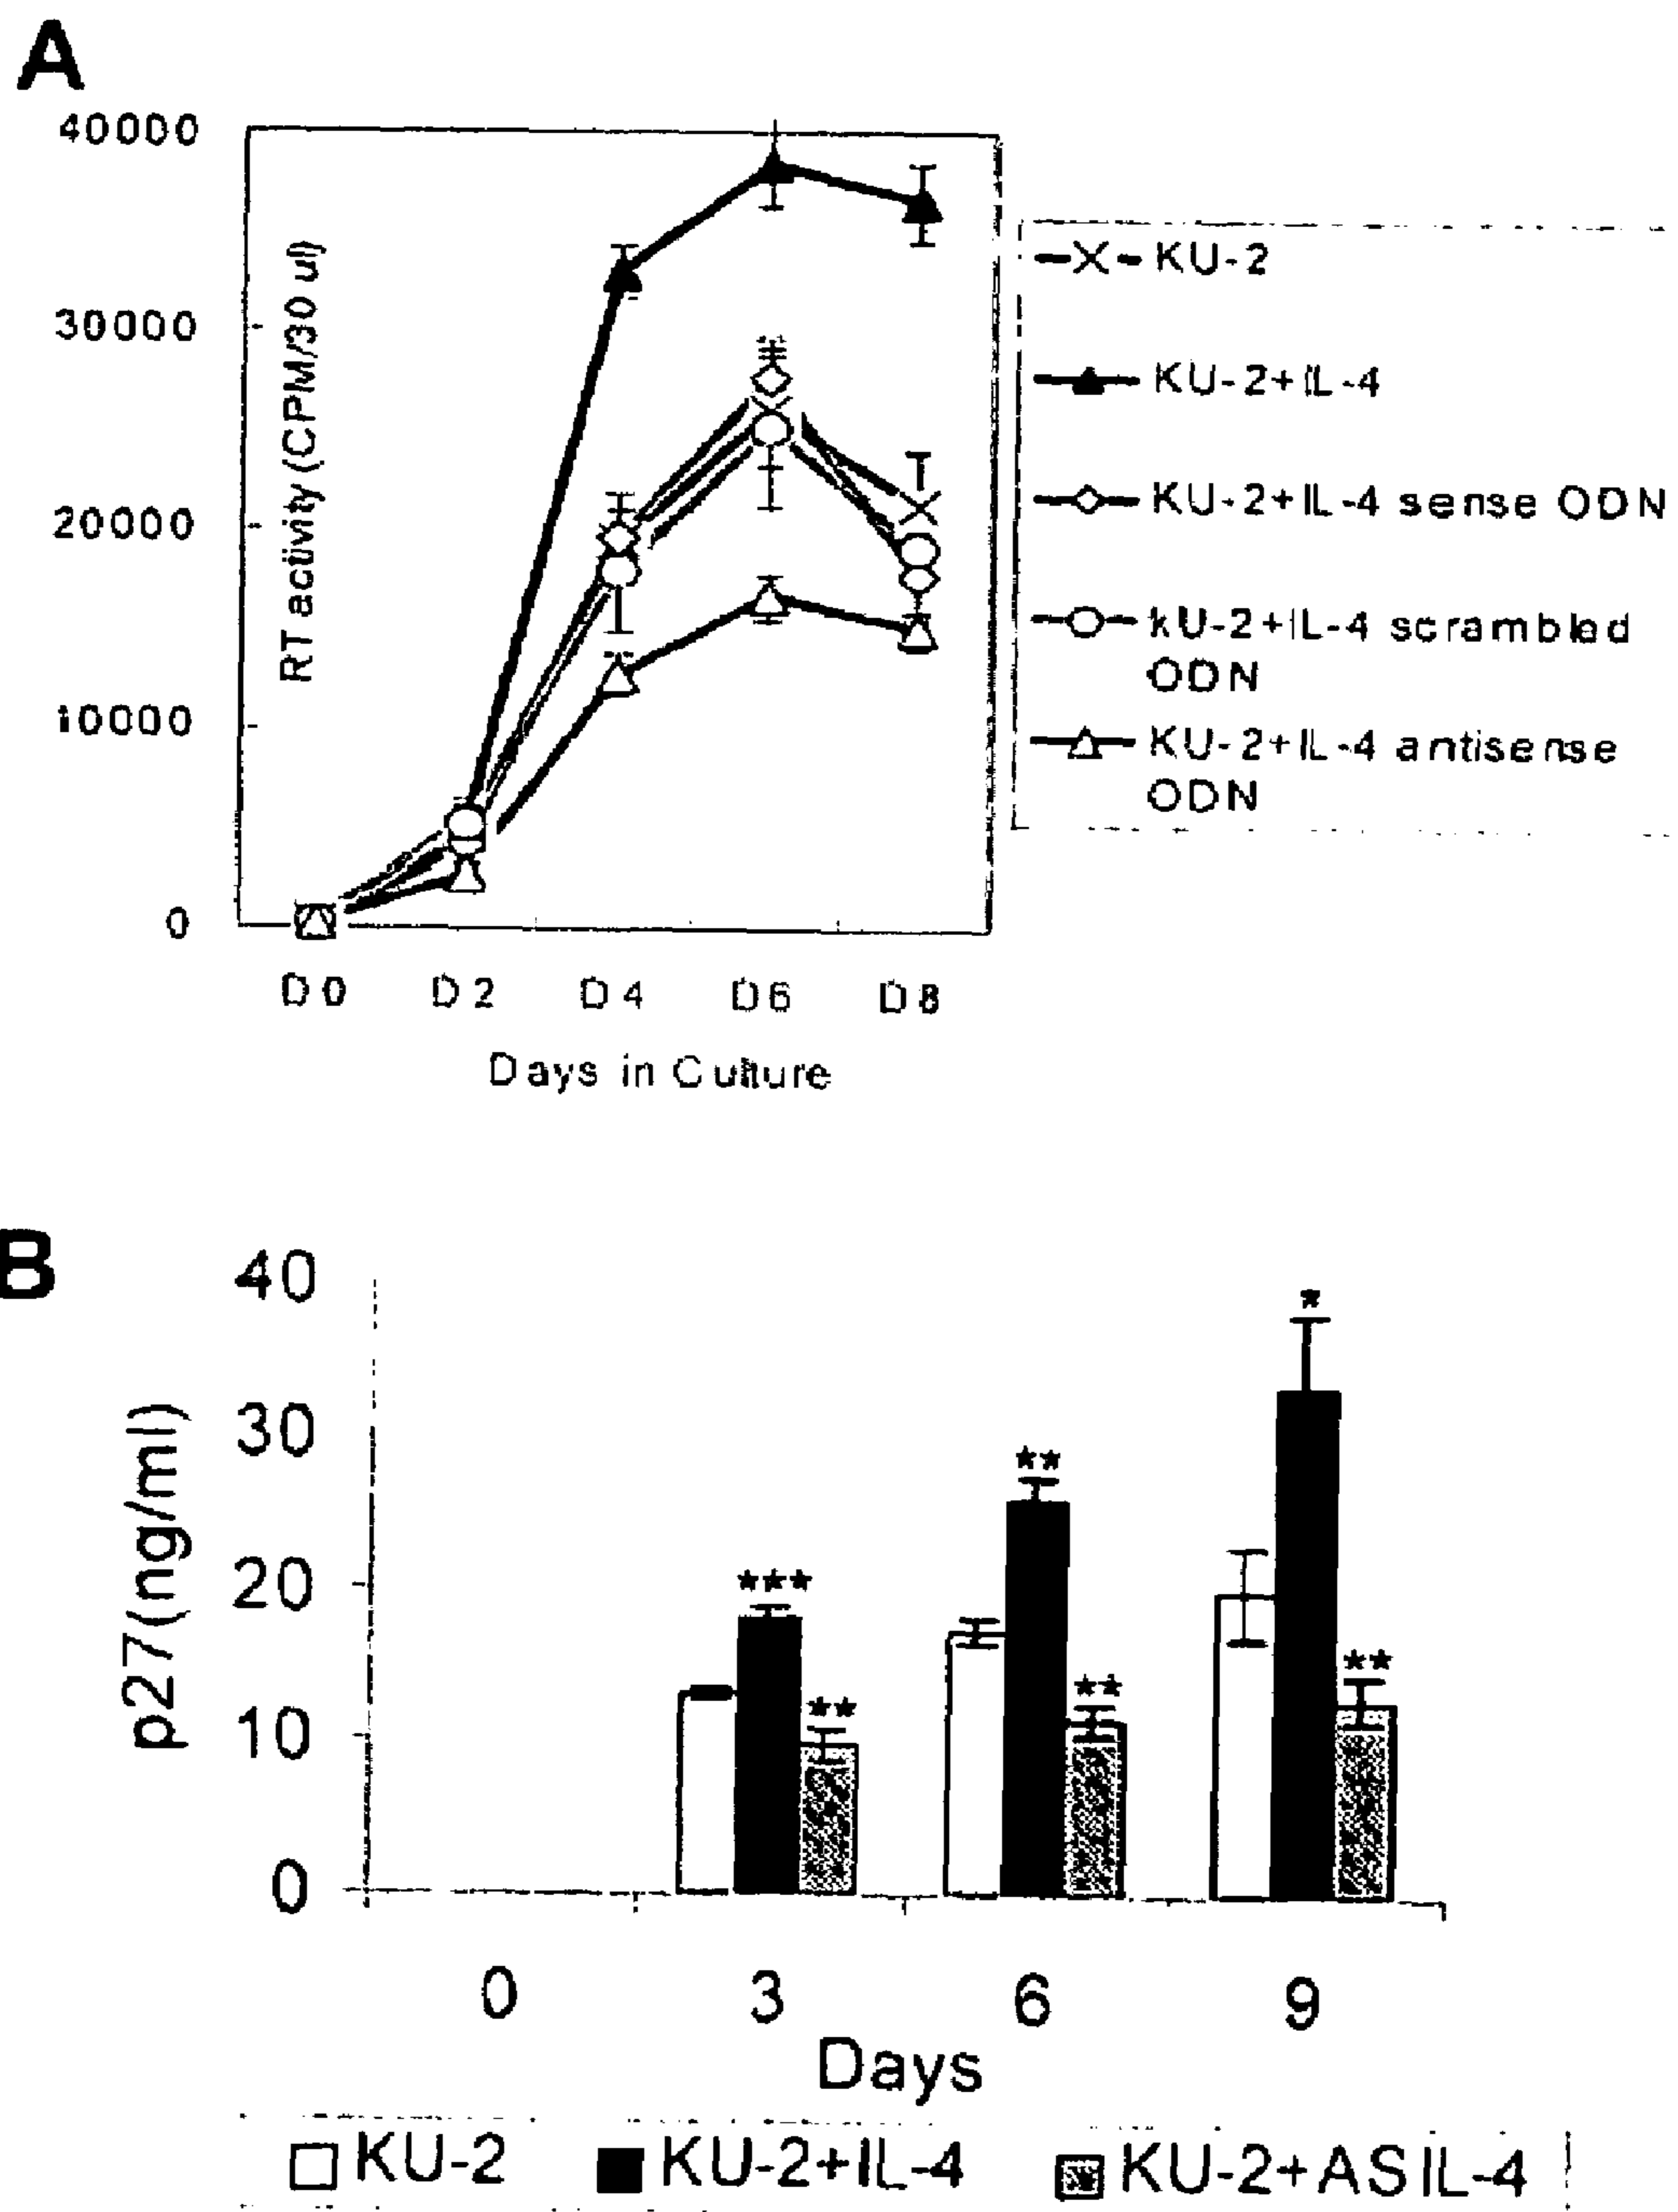 A
40000
30000
20000
10000
0
RT activity (CPM/30 ul)
D0 D2 D4 D6 D8
Days in Culture
KU-2
KU-2+IL-4
KU-2+IL-4 sense ODN
kU-2+IL-4 scrambled
ODN
KU-2+IL-4 antisense
ODN
B
40
30
20
10
0
p27(ng/ml)
***
**
**
**
*
**
0 3 6 9
Days
KU-2 KU-2+IL-4 KU-2+ASIL-4